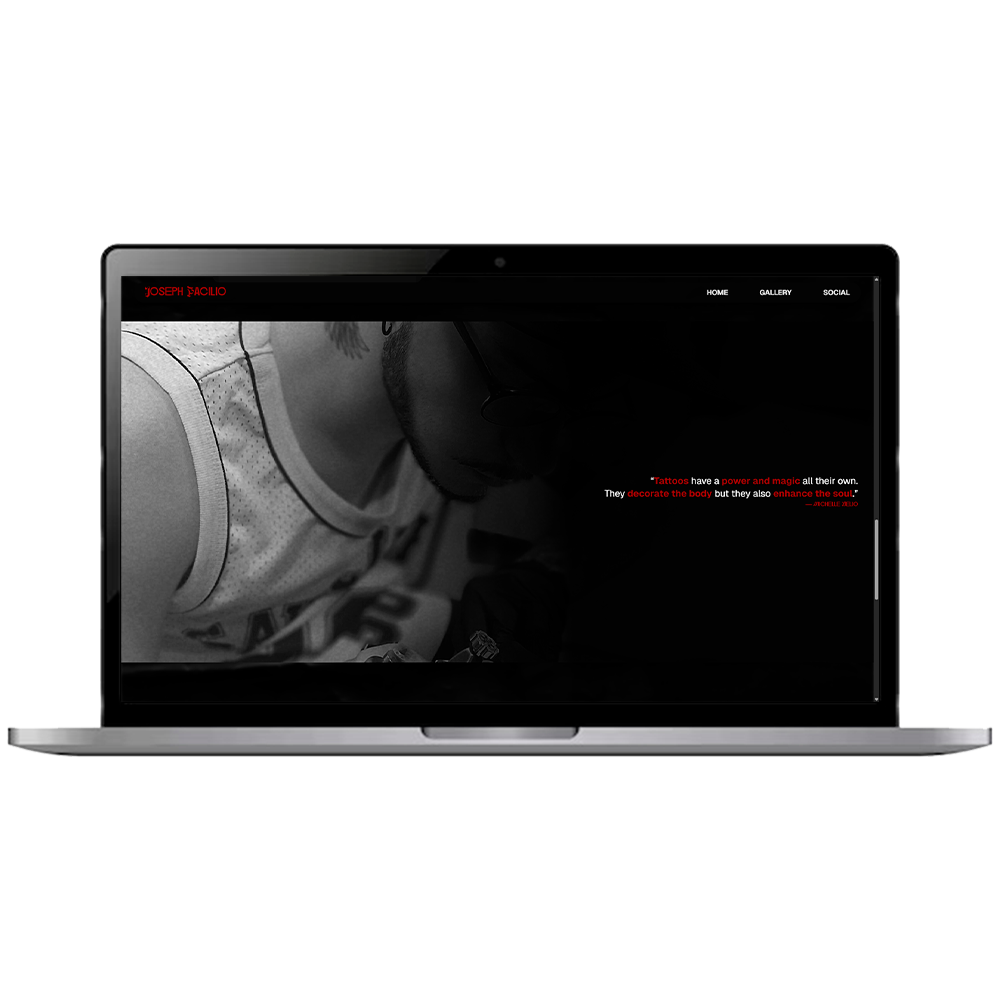 JOSEPH PACILIO
HOME GALLERY SOCIAL
“Tattoos have a power and magic all their own.
They decorate the body but they also enhance the soul.”